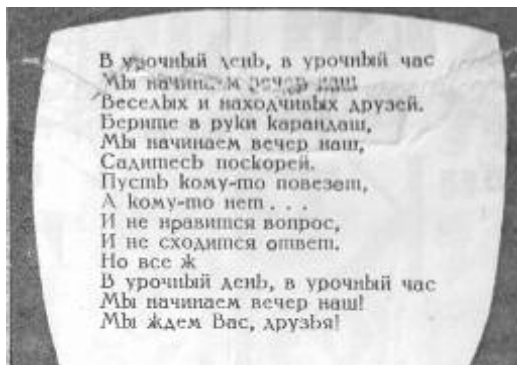 В урочный день, в урочный час
Мы начинаем вечер наш
Веселых и находчивых друзей.
Берите в руки карандаш,
Мы начинаем вечер наш,
Садитесь поскорей.
Пусть кому-то повезет,
А кому-то нет . . .
И не нравится вопрос,
И не сходится ответ.
Но все ж
В урочный день, в урочный час
Мы начинаем вечер наш!
Мы ждем Вас, друзья!